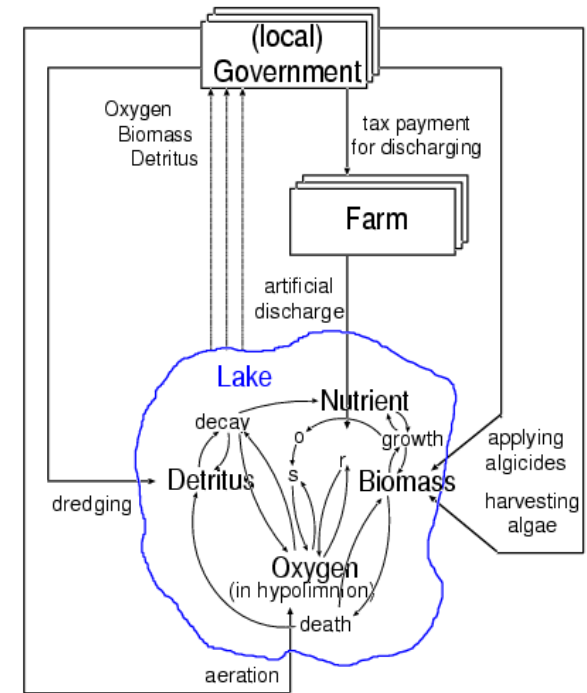 (local)
Government
Oxygen
Biomass
Detritus
tax payment
for discharging
Farm
artificial
discharge
Lake
Nutrient
decay
o
growth
applying
algicides
s
r
Detritus
Biomass
dredging
harvesting
algae
Oxygen
(in hypolimnion)
death
aeration